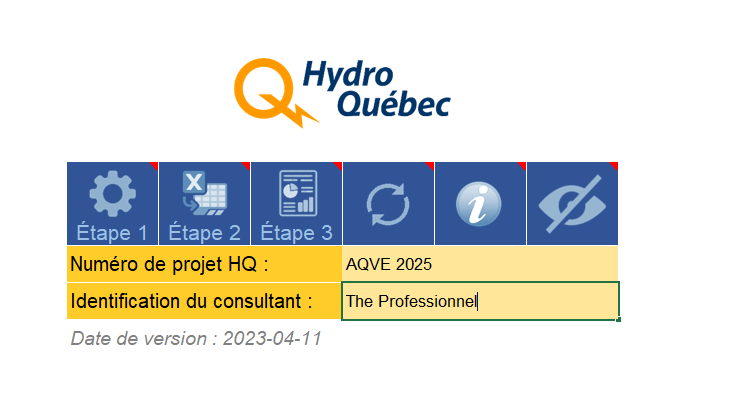 Hydro
Québec
X
i
Étape 1 Étape 2 Étape 3
Numéro de projet HQ : AQVE 2025
Identification du consultant : The Professionnel
Date de version : 2023-04-11